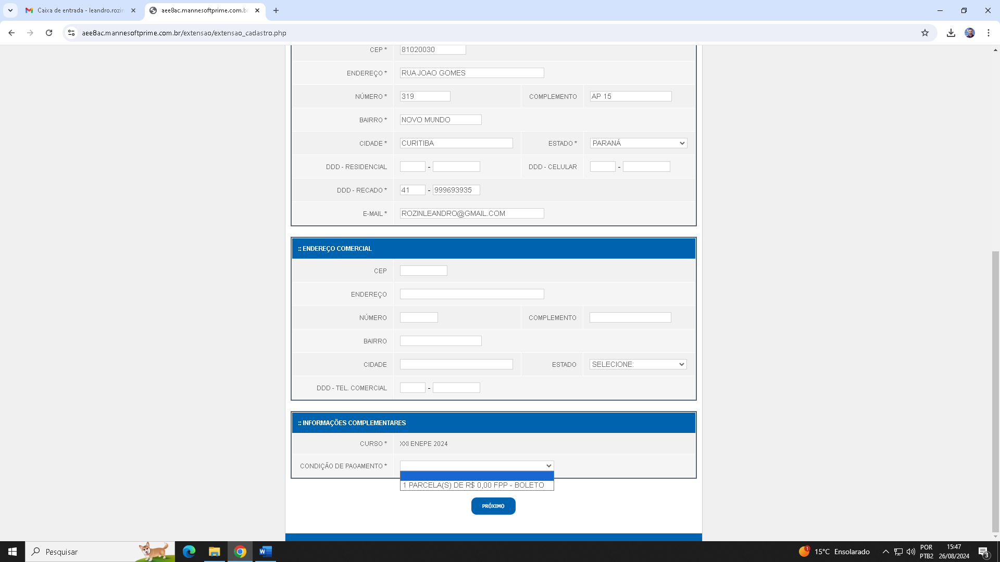 Caixa de entrada - leandro.rozin
aee8ac.mannesoftprime.com.b
aee8ac.mannesoftprime.com.br/extensao/extensao_cadastro.php
CEP * 81020030
ENDEREÇO * RUA JOAO GOMES
NÚMERO * 319 COMPLEMENTO AP 15
BAIRRO * NOVO MUNDO
CIDADE * CURITIBA ESTADO * PARANÁ
DDD - RESIDENCIAL - DDD - CELULAR -
DDD - RECADO * 41 - 999693935
E-MAIL * ROZINLEANDRO@GMAIL.COM
:: ENDEREÇO COMERCIAL
CEP
ENDEREÇO
NÚMERO COMPLEMENTO
BAIRRO
CIDADE ESTADO SELECIONE:
DDD - TEL. COMERCIAL -
:: INFORMAÇÕES COMPLEMENTARES
CURSO * XXI ENEPE 2024
CONDIÇÃO DE PAGAMENTO *
1 PARCELA(S) DE R$ 0,00 FPP - BOLETO
PRÓXIMO
Pesquisar
1
15°C Ensolarado
POR
PTB2
15:47
26/08/2024
3